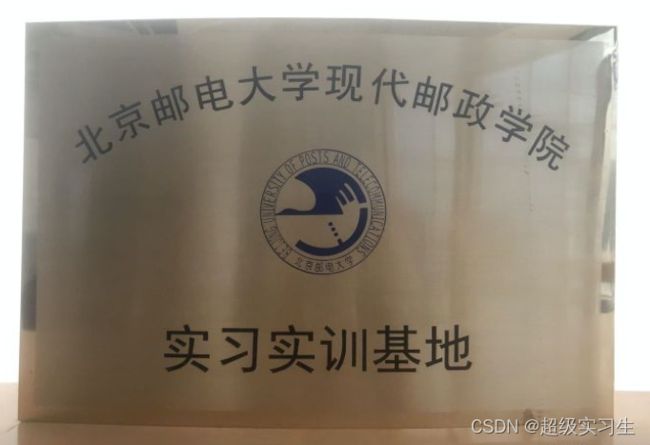 北京邮电大学现代邮政学院
BEIJING UNIVERSITY OF POSTS AND TELECOMMUNICATIONS
北京邮电大学
实习实训基地
CSDN @超级实习生